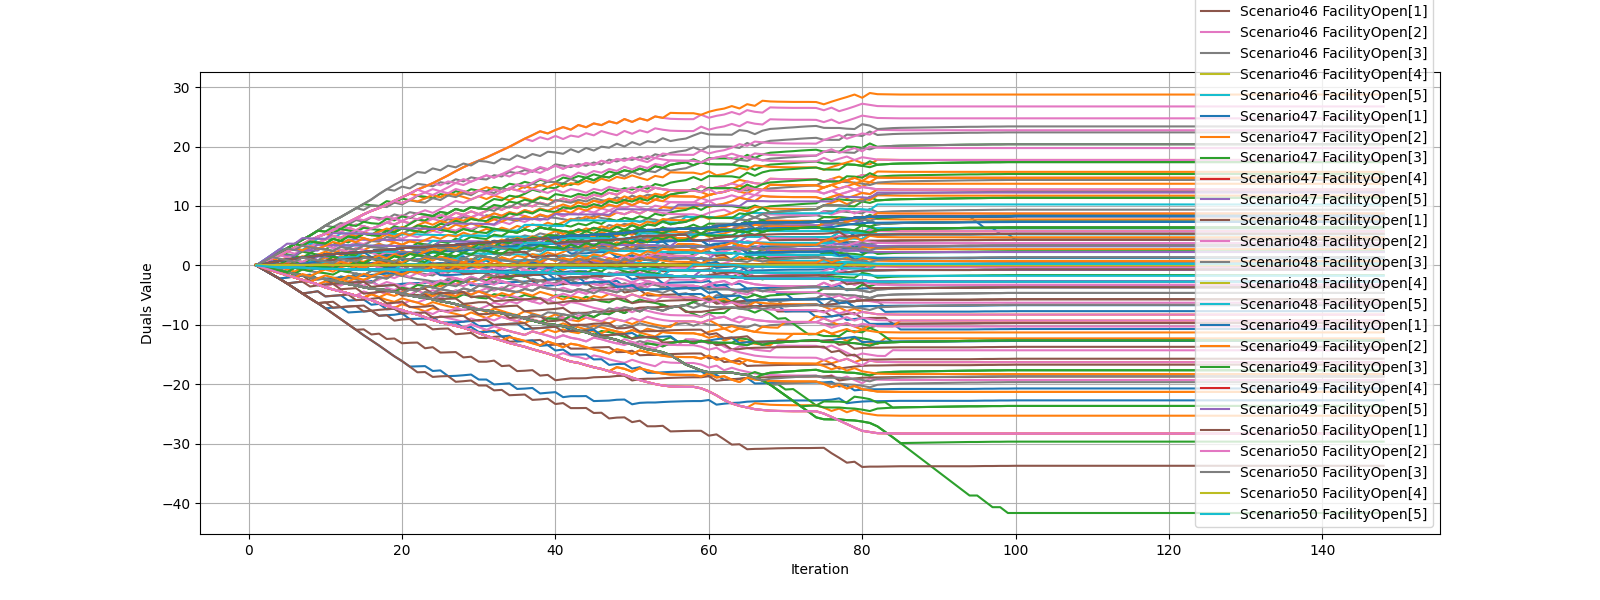 Scenario46 FacilityOpen[1]
Scenario46 FacilityOpen[2]
Scenario46 FacilityOpen[3]
Scenario46 FacilityOpen[4]
Scenario46 FacilityOpen[5]
Scenario47 FacilityOpen[1]
Scenario47 FacilityOpen[2]
Scenario47 FacilityOpen[3]
Scenario47 FacilityOpen[4]
Scenario47 FacilityOpen[5]
Scenario48 FacilityOpen[1]
Scenario48 FacilityOpen[2]
Scenario48 FacilityOpen[3]
Scenario48 FacilityOpen[4]
Scenario48 FacilityOpen[5]
Scenario49 FacilityOpen[1]
Scenario49 FacilityOpen[2]
Scenario49 FacilityOpen[3]
Scenario49 FacilityOpen[4]
Scenario49 FacilityOpen[5]
Scenario50 FacilityOpen[1]
Scenario50 FacilityOpen[2]
Scenario50 FacilityOpen[3]
Scenario50 FacilityOpen[4]
Scenario50 FacilityOpen[5]
Duals Value
30
20
10
0
−10
−20
−30
−40
0 20 40 60 80 100 120 140
Iteration